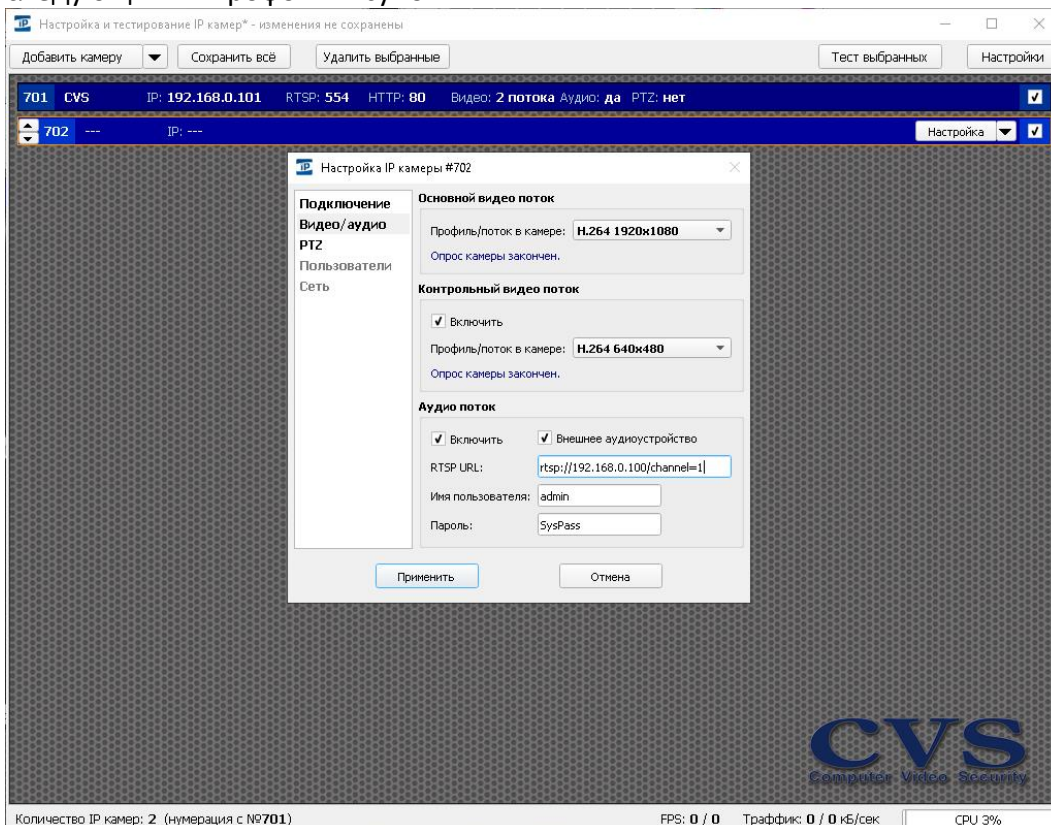 Настройка и тестирование IP камер* - изменения не сохранены
Добавить камеру Сохранить всё Удалить выбранные Тест выбранных Настройки
701 CVS IP: 192.168.0.101 RTSP: 554 HTTP: 80 Видео: 2 потока Аудио: да PTZ: нет
702 --- IP: --- Настройка
Настройка IP камеры #702
Подключение
Видео/аудио
PTZ
Пользователи
Сеть
Основной видео поток
Профиль/поток в камере: H.264 1920x1080
Опрос камеры закончен.
Контрольный видео поток
Включить
Профиль/поток в камере: H.264 640x480
Опрос камеры закончен.
Аудио поток
Включить Внешнее аудиоустройство
RTSP URL: rtsp://192.168.0.100/channel=1
Имя пользователя: admin
Пароль: SysPass
Применить Отмена
CVS
Computer Video Security
Количество IP камер: 2 (нумерация с №701) FPS: 0 / 0 Траффик: 0 / 0 кБ/сек CPU 3%